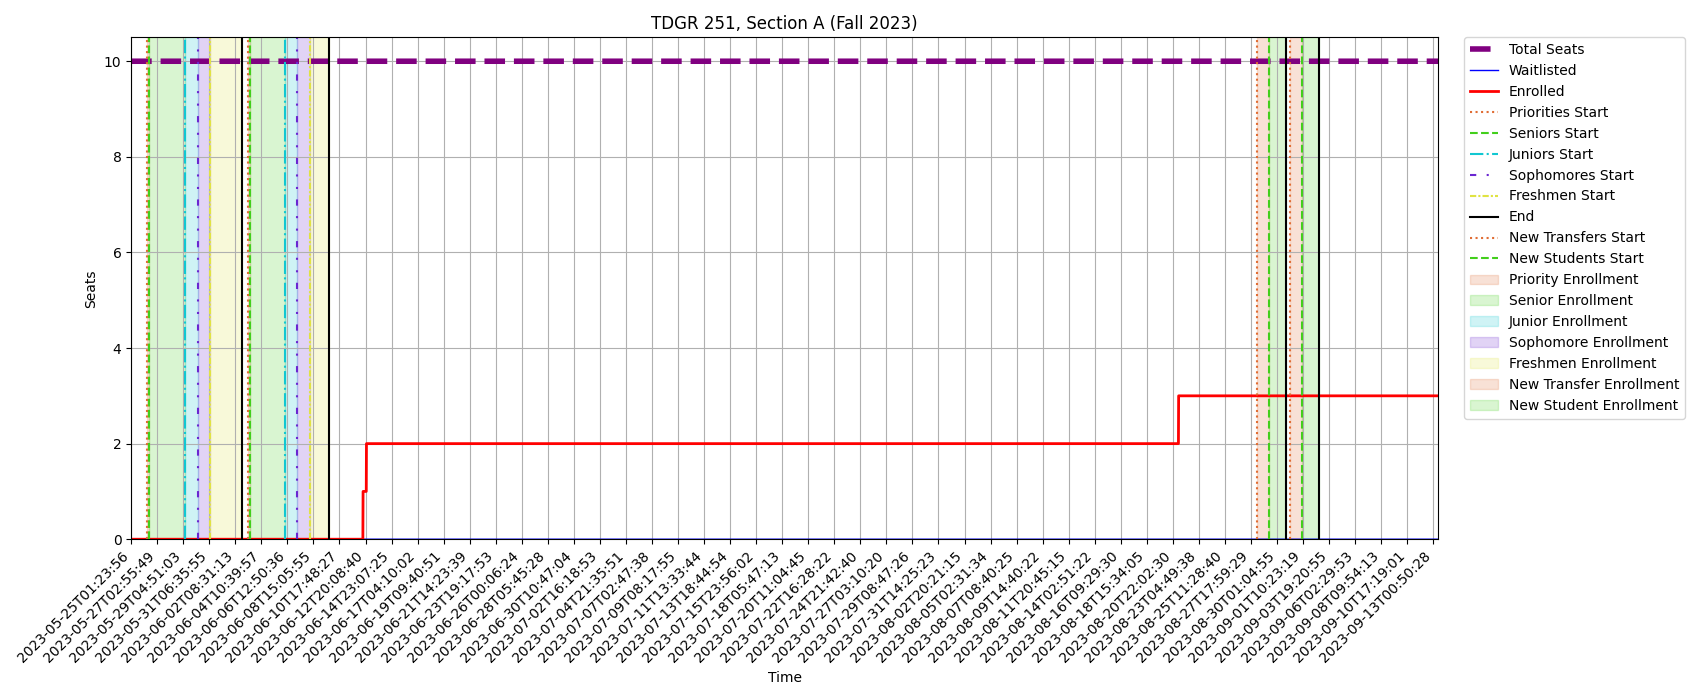 TDGR 251, Section A (Fall 2023)
Seats
10
8
6
4
2
0
2023-05-25T01:23:56
2023-05-27T02:55:49
2023-05-29T04:51:03
2023-05-31T06:35:55
2023-06-02T08:31:13
2023-06-04T10:39:57
2023-06-06T12:50:36
2023-06-08T15:05:55
2023-06-10T17:48:27
2023-06-12T20:08:40
2023-06-14T23:07:25
2023-06-17T04:10:02
2023-06-19T09:40:51
2023-06-21T14:23:39
2023-06-23T19:17:53
2023-06-26T00:06:24
2023-06-28T05:45:28
2023-06-30T10:47:04
2023-07-02T16:18:53
2023-07-04T21:35:51
2023-07-07T02:47:38
2023-07-09T08:17:55
2023-07-11T13:33:44
2023-07-13T18:44:54
2023-07-15T23:56:02
2023-07-18T05:47:13
2023-07-20T11:04:45
2023-07-22T16:28:22
2023-07-24T21:42:40
2023-07-27T03:10:20
2023-07-29T08:47:26
2023-07-31T14:25:23
2023-08-02T20:21:15
2023-08-05T02:31:34
2023-08-07T08:40:25
2023-08-09T14:40:22
2023-08-11T20:45:15
2023-08-14T02:51:22
2023-08-16T09:29:30
2023-08-18T15:34:05
2023-08-20T22:02:30
2023-08-23T04:49:38
2023-08-25T11:28:40
2023-08-27T17:59:29
2023-08-30T01:04:55
2023-09-01T10:23:19
2023-09-03T19:20:55
2023-09-06T02:29:53
2023-09-08T09:54:13
2023-09-10T17:19:01
2023-09-13T00:50:28
Time
Total Seats
Waitlisted
Enrolled
Priorities Start
Seniors Start
Juniors Start
Sophomores Start
Freshmen Start
End
New Transfers Start
New Students Start
Priority Enrollment
Senior Enrollment
Junior Enrollment
Sophomore Enrollment
Freshmen Enrollment
New Transfer Enrollment
New Student Enrollment